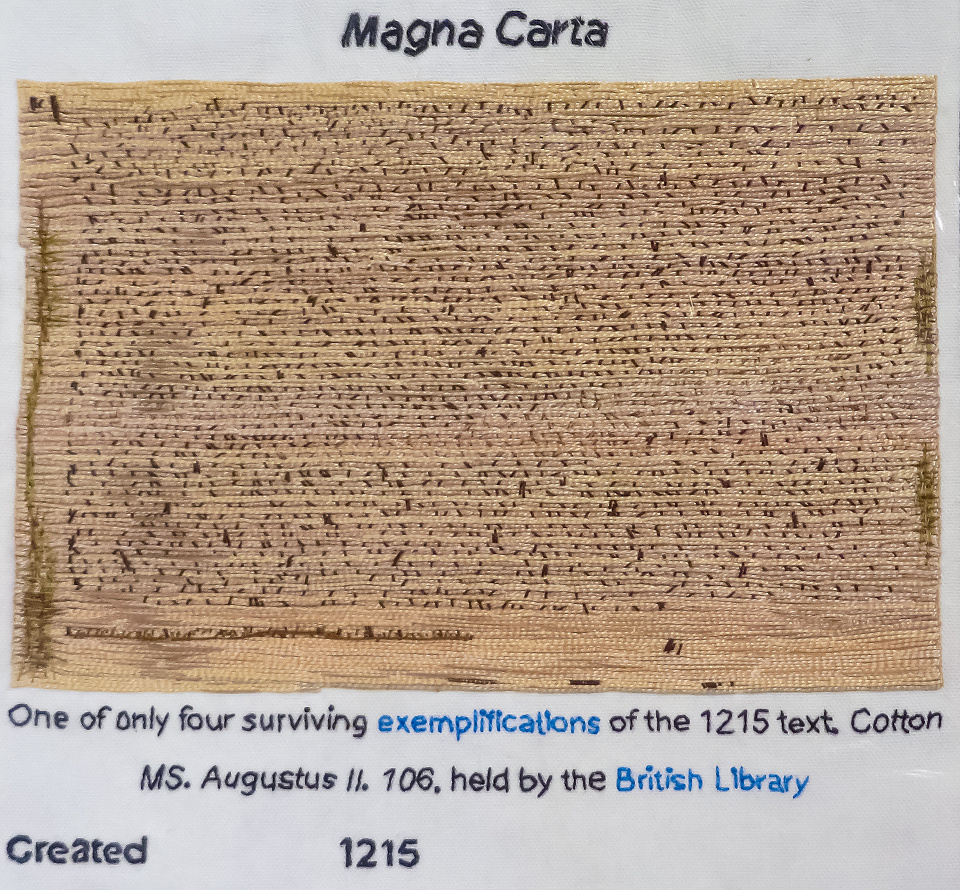 Magna Carta
One of only four surviving exemplifications of the 1215 text. Cotton
MS. Augustus II. 106, held by the British Library
Created 1215